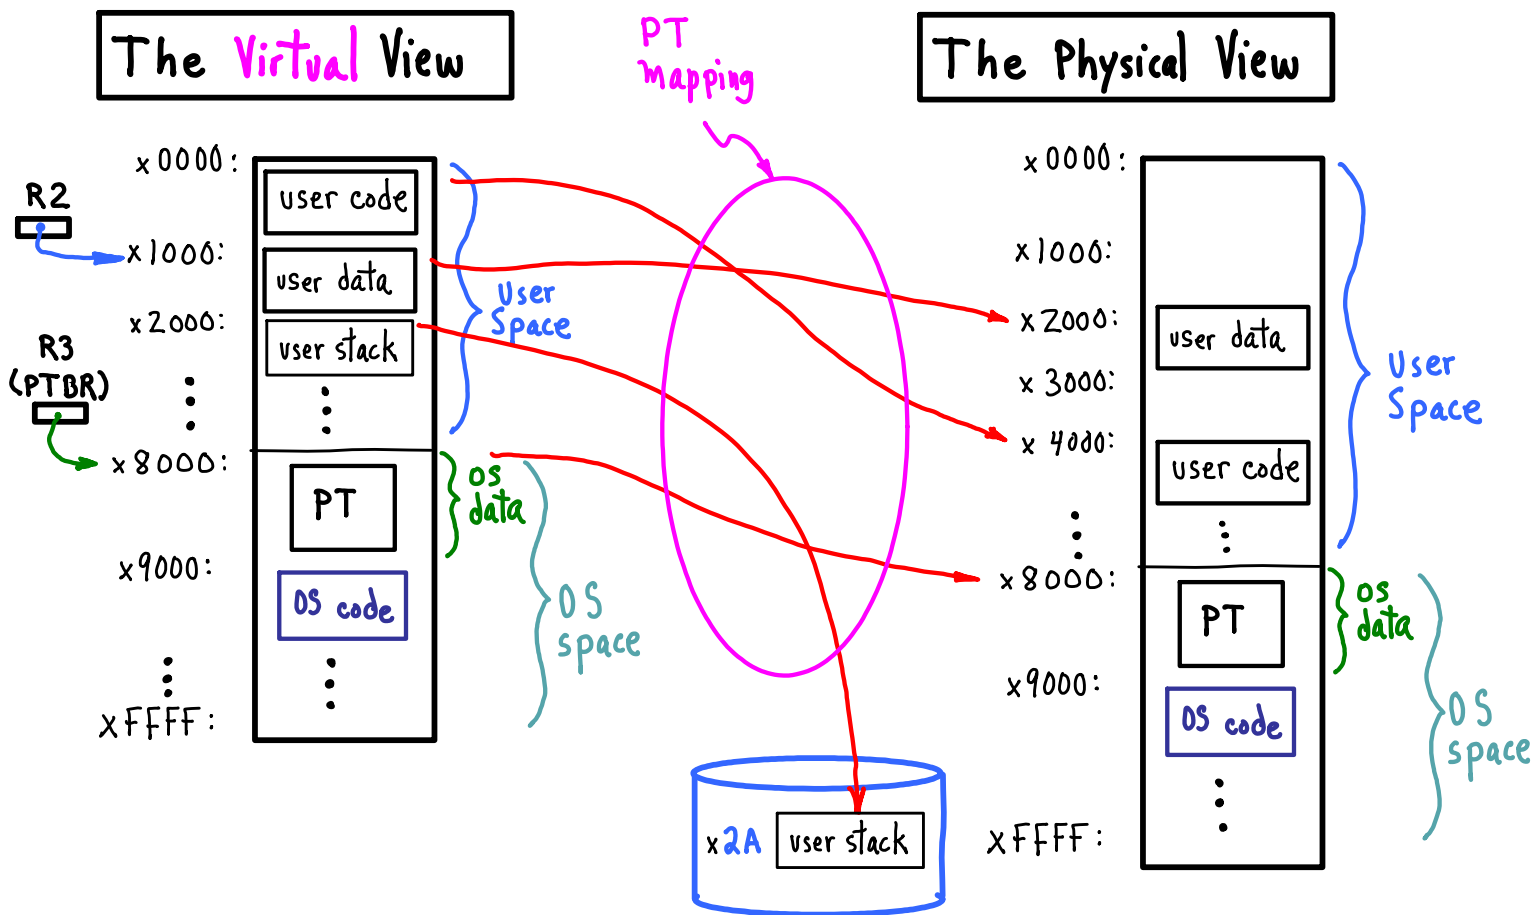 The Virtual View
x0000:
user code
R2
x1000:
user data
x2000:
user stack
User
Space
R3
(PTBR)
x8000:
PT
OS
data
x9000:
OS code
OS
space
xFFFF:
PT
mapping
x2A
user stack
The Physical View
x0000:
x1000:
x2000:
user data
x3000:
User
Space
x4000:
user code
x8000:
PT
OS
data
x9000:
OS code
OS
space
xFFFF: